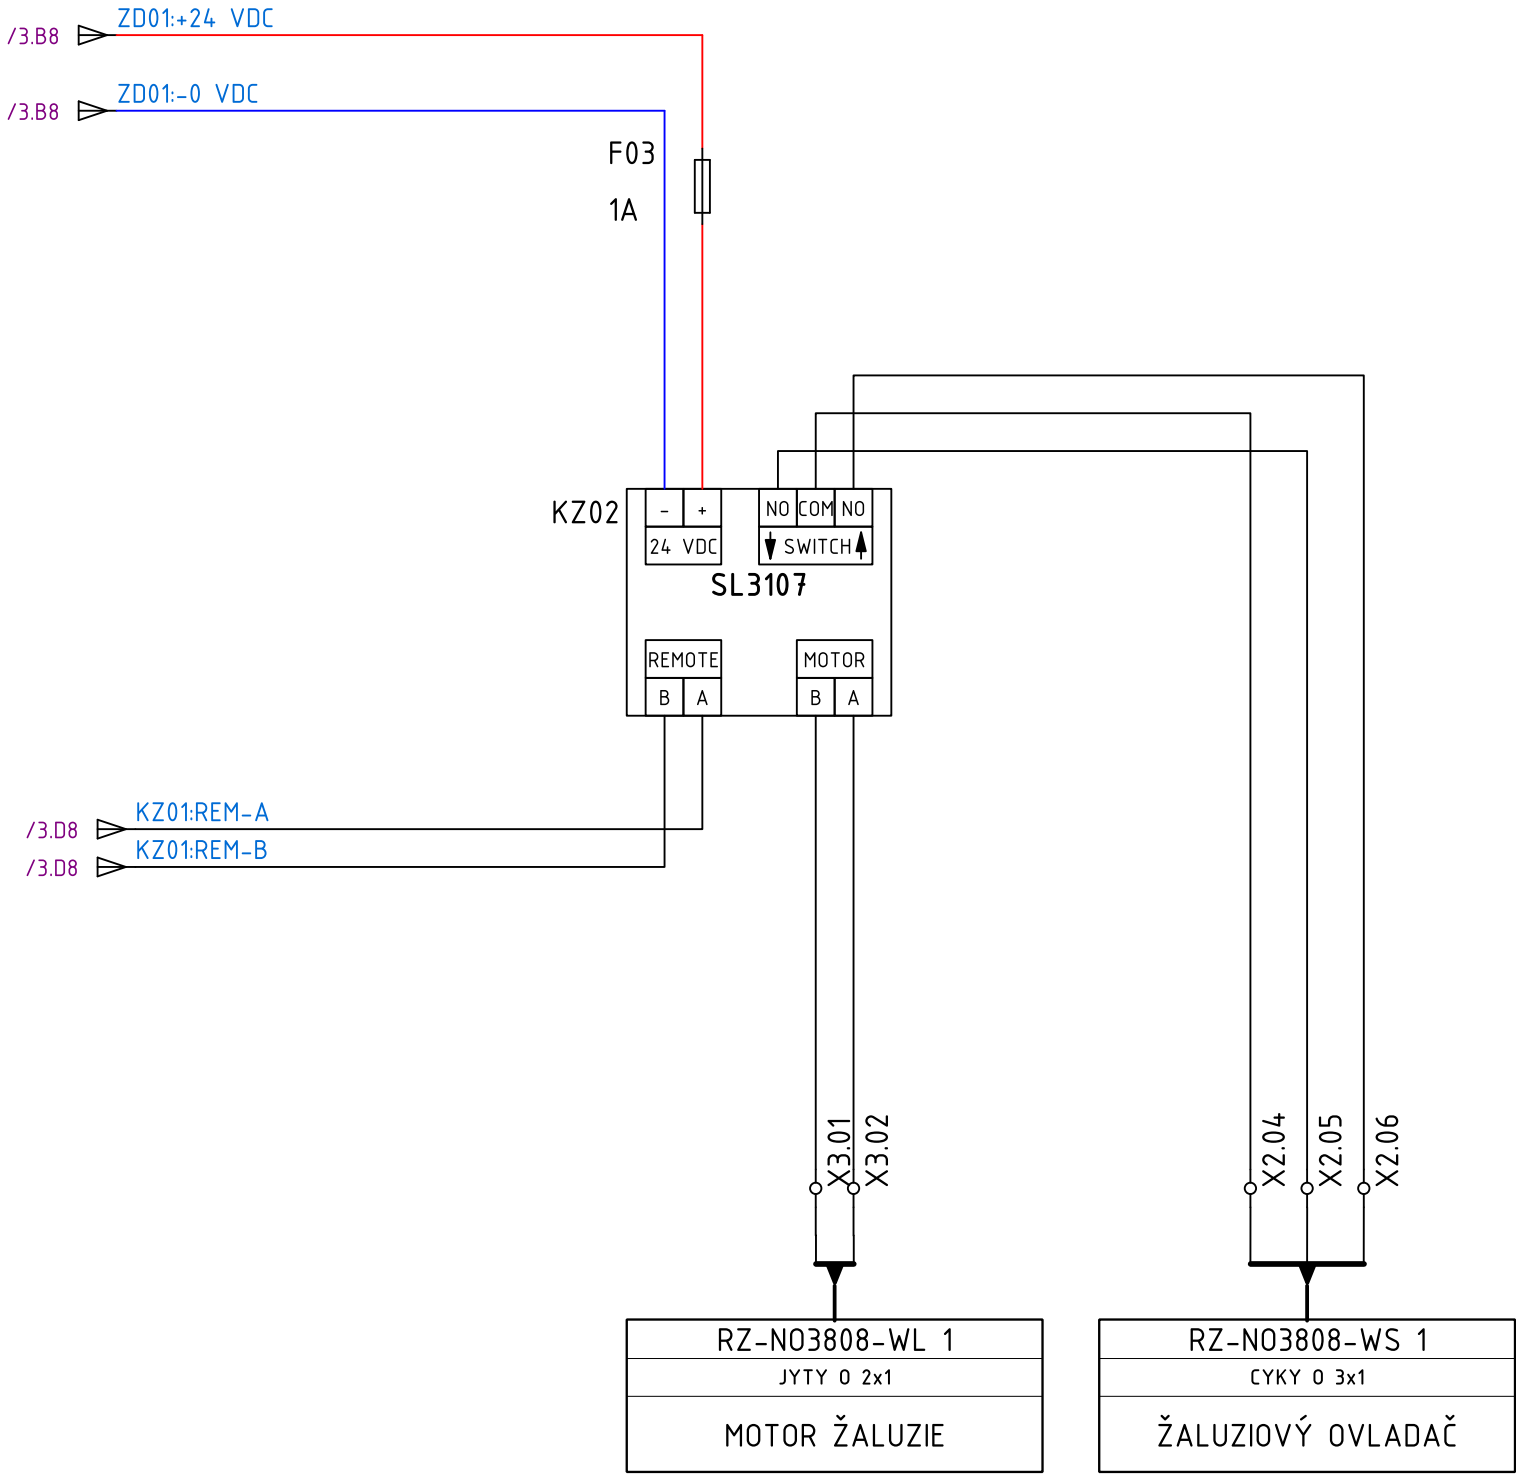 ZD01:+24 VDC
/3.B8
ZD01:-0 VDC
/3.B8
F03
1A
KZ02
- + NO COM NO
24 VDC SWITCH
SL3107
REMOTE MOTOR
B A B A
KZ01:REM-A
/3.D8
KZ01:REM-B
/3.D8
X3.01
X3.02
X2.04
X2.05
X2.06
RZ-NO3808-WL 1
JYTY O 2x1
MOTOR ŽALUZIE
RZ-NO3808-WS 1
CYKY O 3x1
ŽALUZIOVÝ OVLADAČ